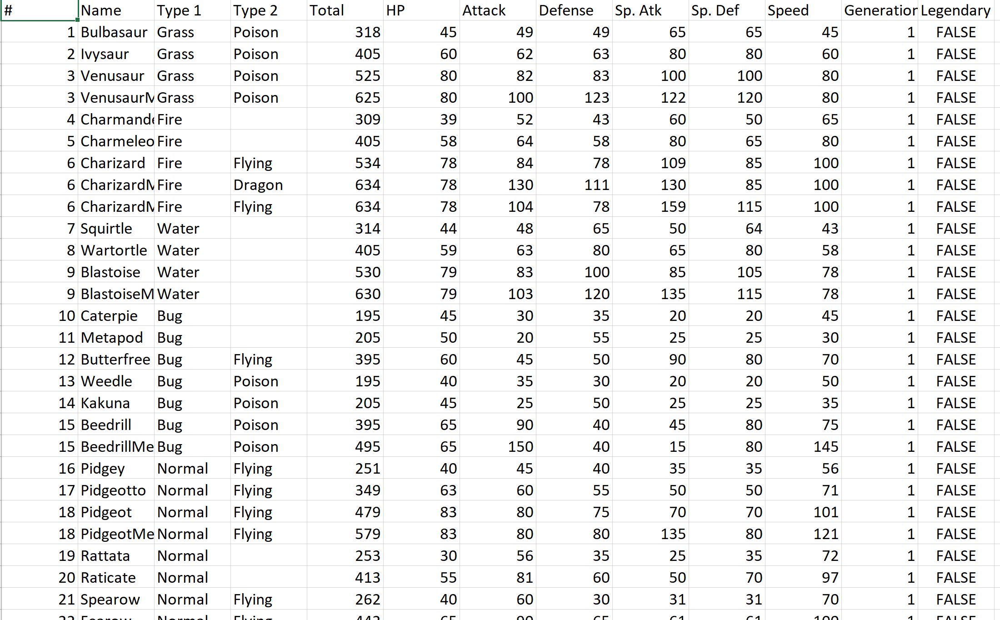 # Name Type 1 Type 2 Total HP Attack Defense Sp. Atk Sp. Def Speed Generation Legendary
1 Bulbasaur Grass Poison 318 45 49 49 65 65 45 1 FALSE
2 Ivysaur Grass Poison 405 60 62 63 80 80 60 1 FALSE
3 Venusaur Grass Poison 525 80 82 83 100 100 80 1 FALSE
3 VenusaurM Grass Poison 625 80 100 123 122 120 80 1 FALSE
4 Charmande Fire 309 39 52 43 60 50 65 1 FALSE
5 Charmeleo Fire 405 58 64 58 80 65 80 1 FALSE
6 Charizard Fire Flying 534 78 84 78 109 85 100 1 FALSE
6 CharizardM Fire Dragon 634 78 130 111 130 85 100 1 FALSE
6 CharizardM Fire Flying 634 78 104 78 159 115 100 1 FALSE
7 Squirtle Water 314 44 48 65 50 64 43 1 FALSE
8 Wartortle Water 405 59 63 80 65 80 58 1 FALSE
9 Blastoise Water 530 79 83 100 85 105 78 1 FALSE
9 BlastoiseM Water 630 79 103 120 135 115 78 1 FALSE
10 Caterpie Bug 195 45 30 35 20 20 45 1 FALSE
11 Metapod Bug 205 50 20 55 25 25 30 1 FALSE
12 Butterfree Bug Flying 395 60 45 50 90 80 70 1 FALSE
13 Weedle Bug Poison 195 40 35 30 20 20 50 1 FALSE
14 Kakuna Bug Poison 205 45 25 50 25 25 35 1 FALSE
15 Beedrill Bug Poison 395 65 90 40 45 80 75 1 FALSE
15 BeedrillMe Bug Poison 495 65 150 40 15 80 145 1 FALSE
16 Pidgey Normal Flying 251 40 45 40 35 35 56 1 FALSE
17 Pidgeotto Normal Flying 349 63 60 55 50 50 71 1 FALSE
18 Pidgeot Normal Flying 479 83 80 75 70 70 101 1 FALSE
18 PidgeotMe Normal Flying 579 83 80 80 135 80 121 1 FALSE
19 Rattata Normal 253 30 56 35 25 35 72 1 FALSE
20 Raticate Normal 413 55 81 60 50 70 97 1 FALSE
21 Spearow Normal Flying 262 40 60 30 31 31 70 1 FALSE
22 Fearow Normal Flying 442 65 90 65 61 61 100 1 FALSE